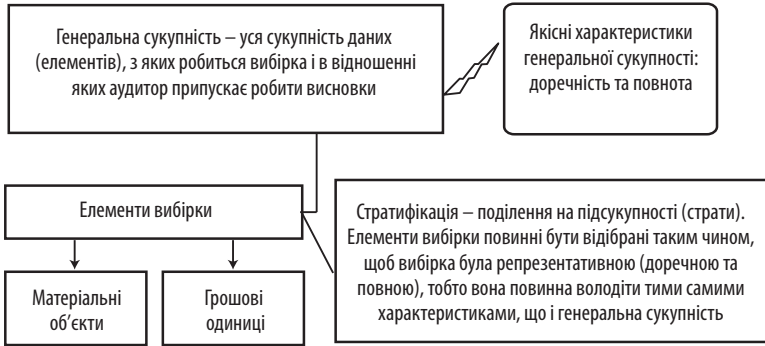 Генеральна сукупність – уся сукупність даних
(елементів), з яких робиться вибірка і в відношенні
яких аудитор припускає робити висновки
Якісні характеристики
генеральної сукупності:
доречність та повнота
Елементи вибірки
Стратифікація – поділення на підсукупності (страти).
Елементи вибірки повинні бути відібрані таким чином,
щоб вибірка була репрезентативною (доречною та
повною), тобто вона повинна володіти тими самими
характеристиками, що і генеральна сукупність
Матеріальні
об’єкти
Грошові
одиниці